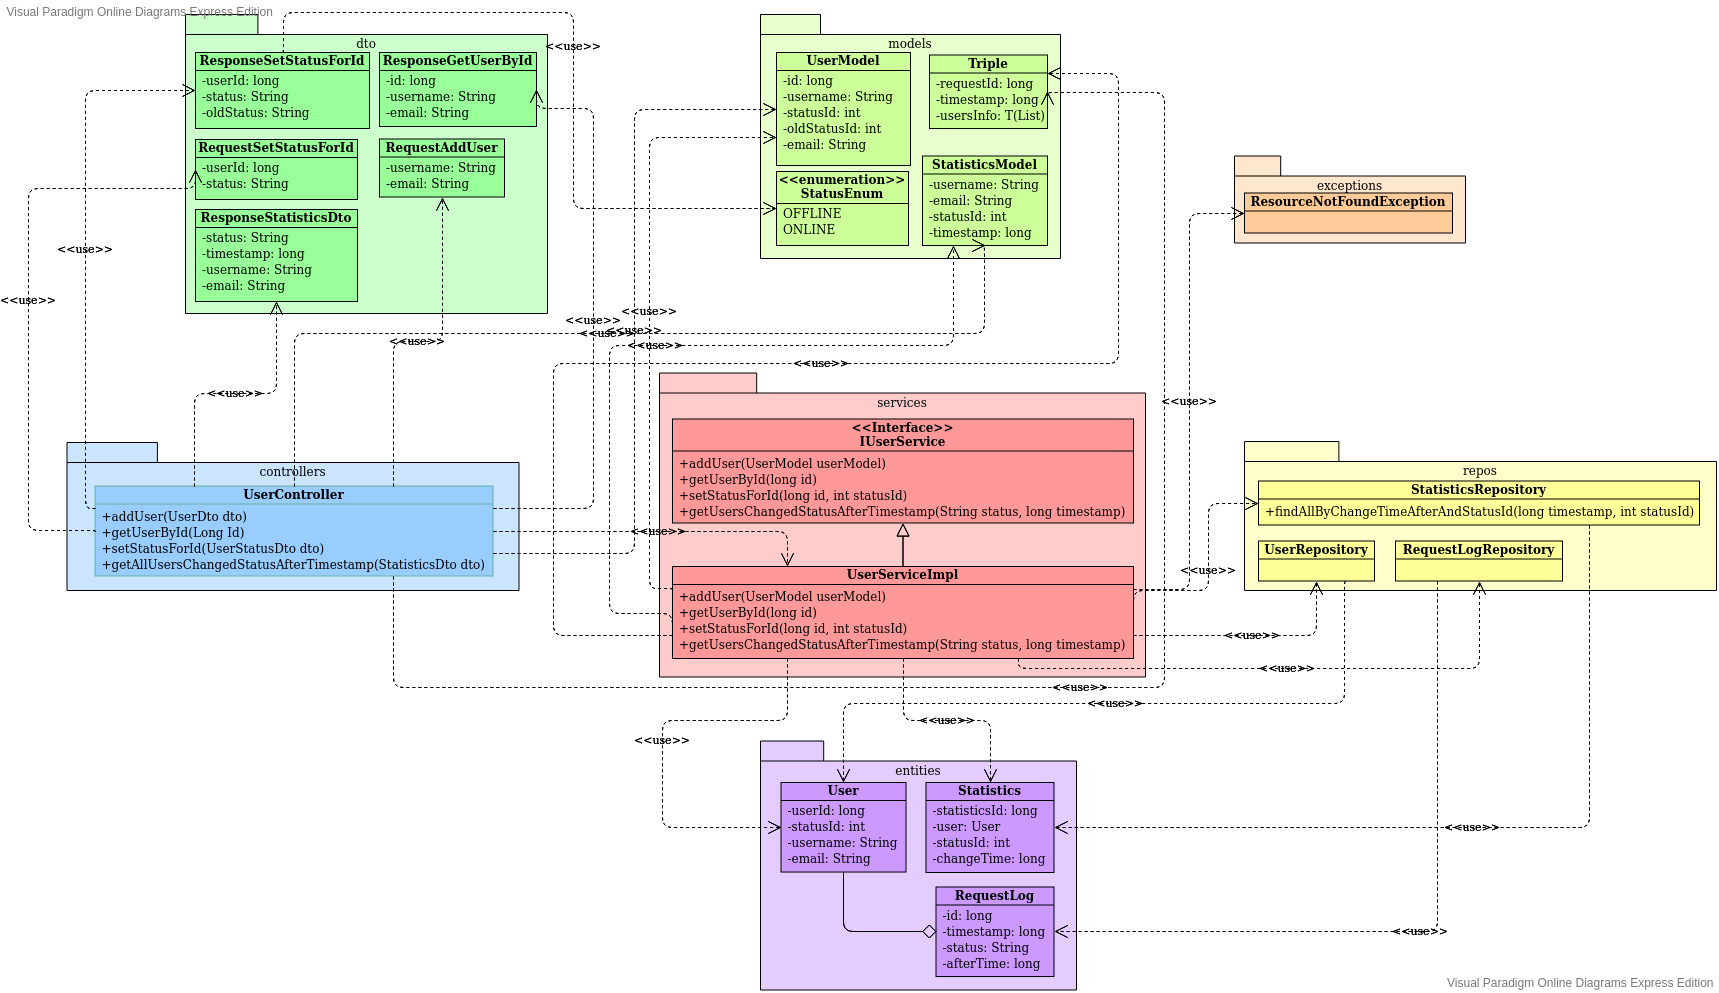 Visual Paradigm Online Diagrams Express Edition
dto
ResponseSetStatusForId
-userId: long
-status: String
-oldStatus: String
ResponseGetUserById
-id: long
-username: String
-email: String
RequestSetStatusForId
-userId: long
-status: String
RequestAddUser
-username: String
-email: String
ResponseStatisticsDto
-status: String
-timestamp: long
-username: String
-email: String
<<use>>
models
UserModel
-id: long
-username: String
-statusId: int
-oldStatusId: int
-email: String
Triple
-requestId: long
-timestamp: long
-usersInfo: T(List)
<<enumeration>>
StatusEnum
OFFLINE
ONLINE
StatisticsModel
-username: String
-email: String
-statusId: int
-timestamp: long
exceptions
ResourceNotFoundException
<<use>>
<<use>>
<<use>>
<<use>>
<<use>>
<<use>>
<<use>>
<<use>>
<<use>>
<<use>>
<<use>>
<<use>>
controllers
UserController
+addUser(UserDto dto)
+getUserById(Long Id)
+setStatusForId(UserStatusDto dto)
+getAllUsersChangedStatusAfterTimestamp(StatisticsDto dto)
<<use>>
services
<<Interface>>
IUserService
+addUser(UserModel userModel)
+getUserById(long id)
+setStatusForId(long id, int statusId)
+getUsersChangedStatusAfterTimestamp(String status, long timestamp)
UserServiceImpl
+addUser(UserModel userModel)
+getUserById(long id)
+setStatusForId(long id, int statusId)
+getUsersChangedStatusAfterTimestamp(String status, long timestamp)
repos
StatisticsRepository
+findAllByChangeTimeAfterAndStatusId(long timestamp, int statusId)
UserRepository
RequestLogRepository
<<use>>
<<use>>
<<use>>
<<use>>
<<use>>
<<use>>
<<use>>
entities
User
-userId: long
-statusId: int
-username: String
-email: String
Statistics
-statisticsId: long
-user: User
-statusId: int
-changeTime: long
RequestLog
-id: long
-timestamp: long
-status: String
-afterTime: long
<<use>>
<<use>>
Visual Paradigm Online Diagrams Express Edition